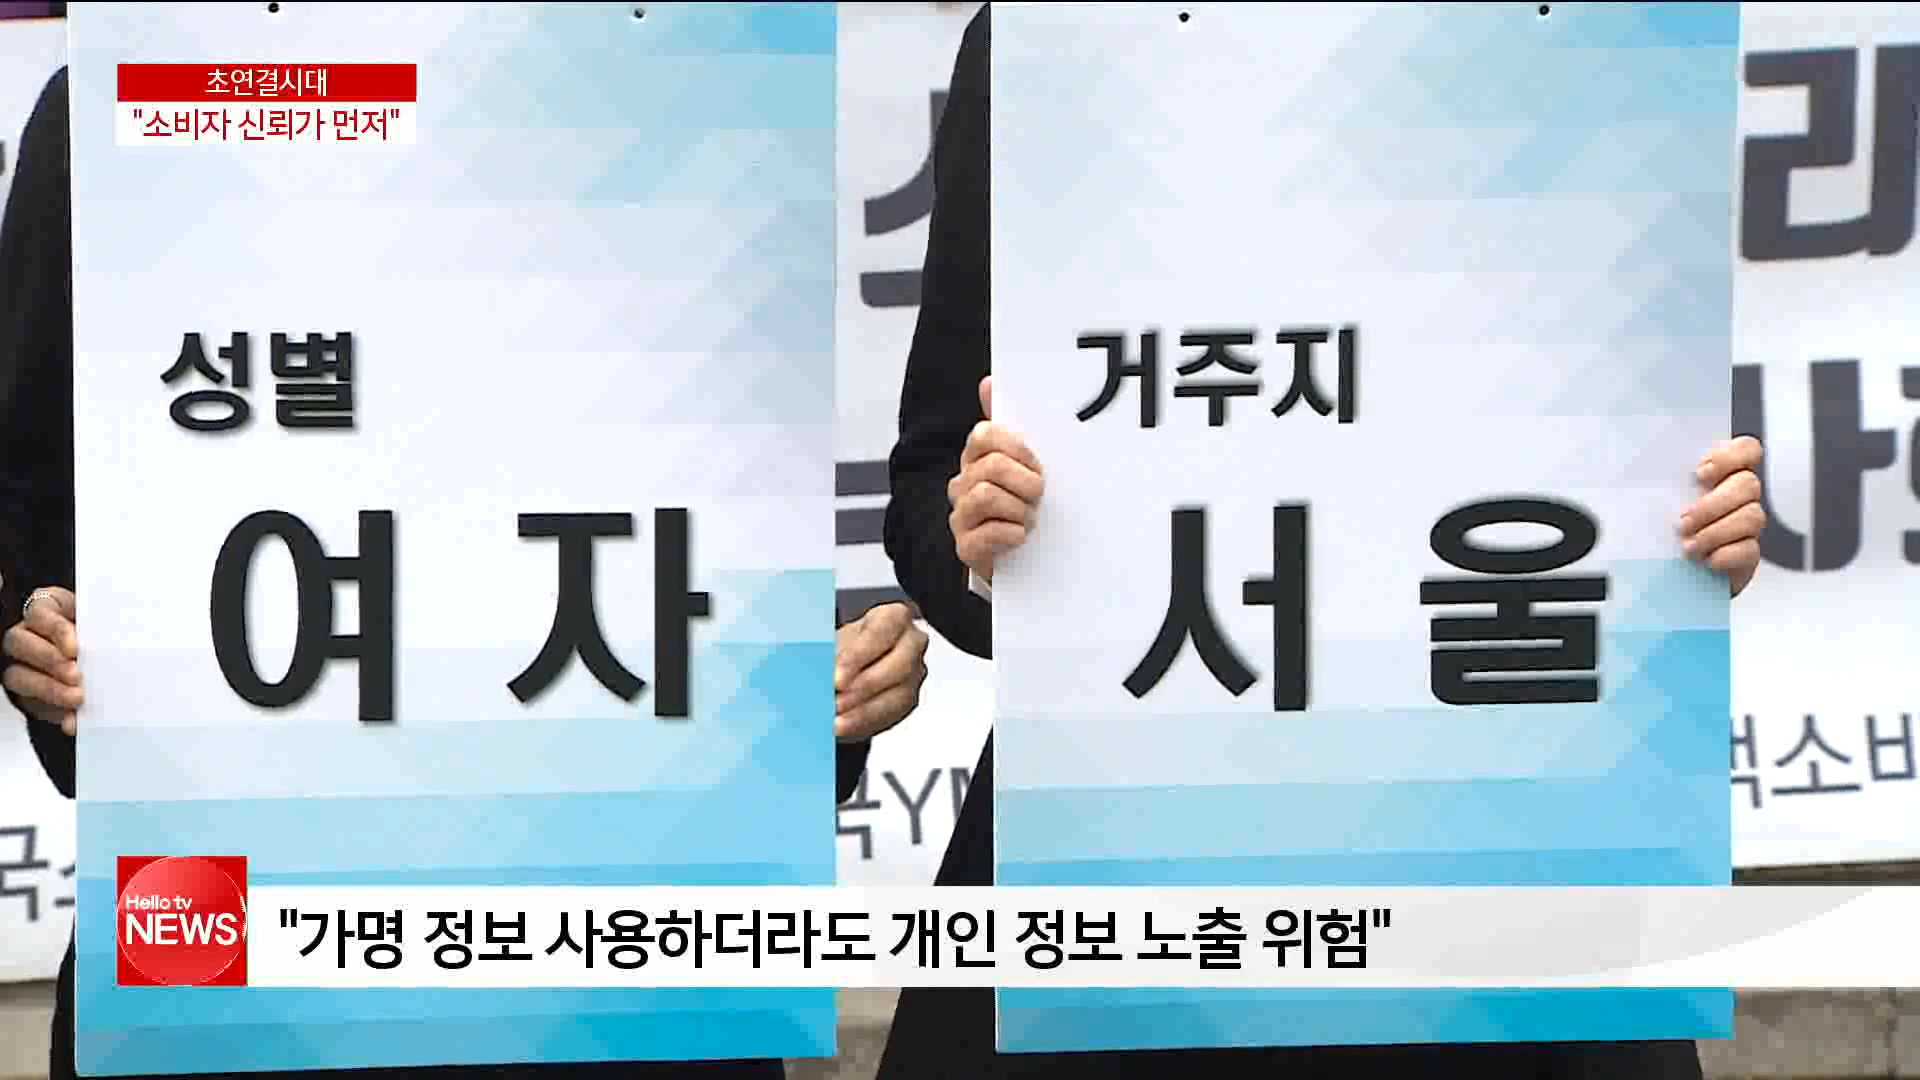 초연결시대
"소비자 신뢰가 먼저"
성별
여자
거주지
서울
Hello tv
NEWS
"가명 정보 사용하더라도 개인 정보 노출 위험"